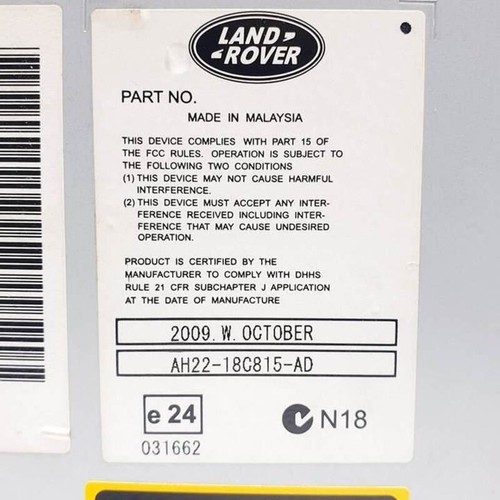 LAND
ROVER
PART NO.
MADE IN MALAYSIA
THIS DEVICE COMPLIES WITH PART 15 OF
THE FCC RULES. OPERATION IS SUBJECT TO
THE FOLLOWING TWO CONDITIONS
(1) THIS DEVICE MAY NOT CAUSE HARMFUL
INTERFERENCE.
(2) THIS DEVICE MUST ACCEPT ANY INTER-
FERENCE RECEIVED INCLUDING INTER-
FERENCE THAT MAY CAUSE UNDESIRED
OPERATION.
PRODUCT IS CERTIFIED BY THE
MANUFACTURER TO COMPLY WITH DHHS
RULE 21 CFR SUBCHAPTER J APPLICATION
AT THE DATE OF MANUFACTURE
2009. W. OCTOBER
AH22-18C815-AD
e 24
N18
031662